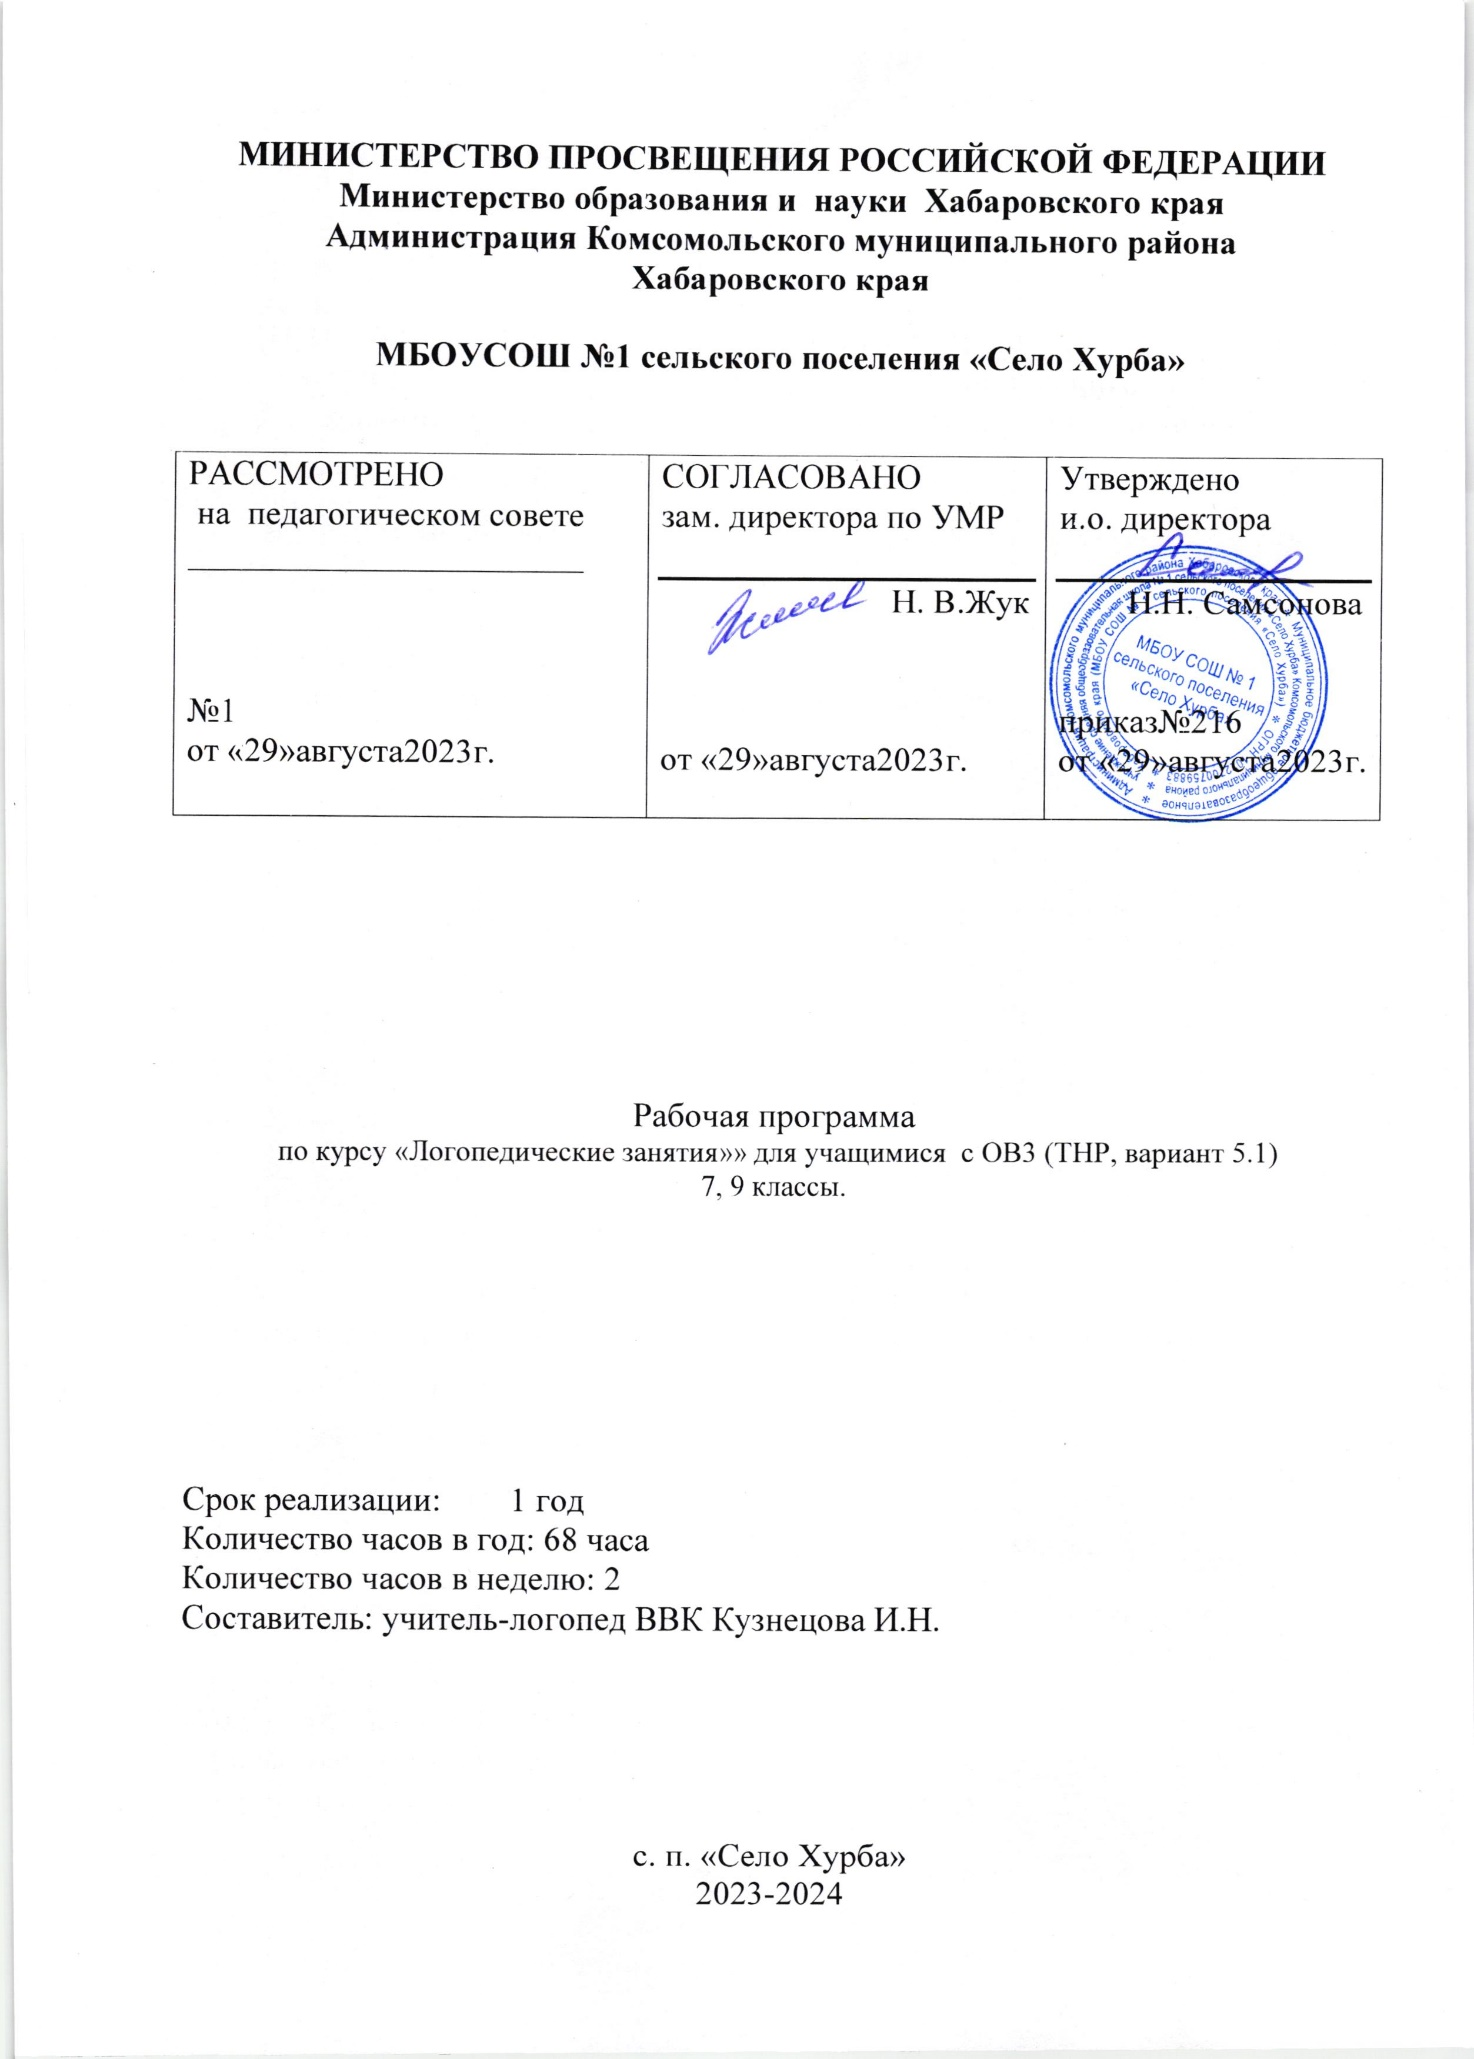 МИНИСТЕРСТВО ПРОСВЕЩЕНИЯ РОССИЙСКОЙ ФЕДЕРАЦИИ
Министерство образования и  науки  Хабаровского края
Администрация Комсомольского муниципального района
Хабаровского края
МБОУСОШ №1 сельского поселения «Село Хурба»
РАССМОТРЕНО
на  педагогическом совете
№1
от «29»августа2023г.
СОГЛАСОВАНО
зам. директора по УМР
Н. В.Жук
от «29»августа2023г.
Утверждено
и.о. директора
Н.Н. Самсонова
приказ№216
от «29»августа2023г.
МБОУ СОШ № 1
сельского поселения
«Село Хурба»
Рабочая программа
по курсу «Логопедические занятия»» для учащимися  с ОВЗ (ТНР, вариант 5.1)
7, 9 классы.
Срок реализации:        1 год
Количество часов в год: 68 часа
Количество часов в неделю: 2
Составитель: учитель-логопед ВВК Кузнецова И.Н.
с. п. «Село Хурба»
2023-2024